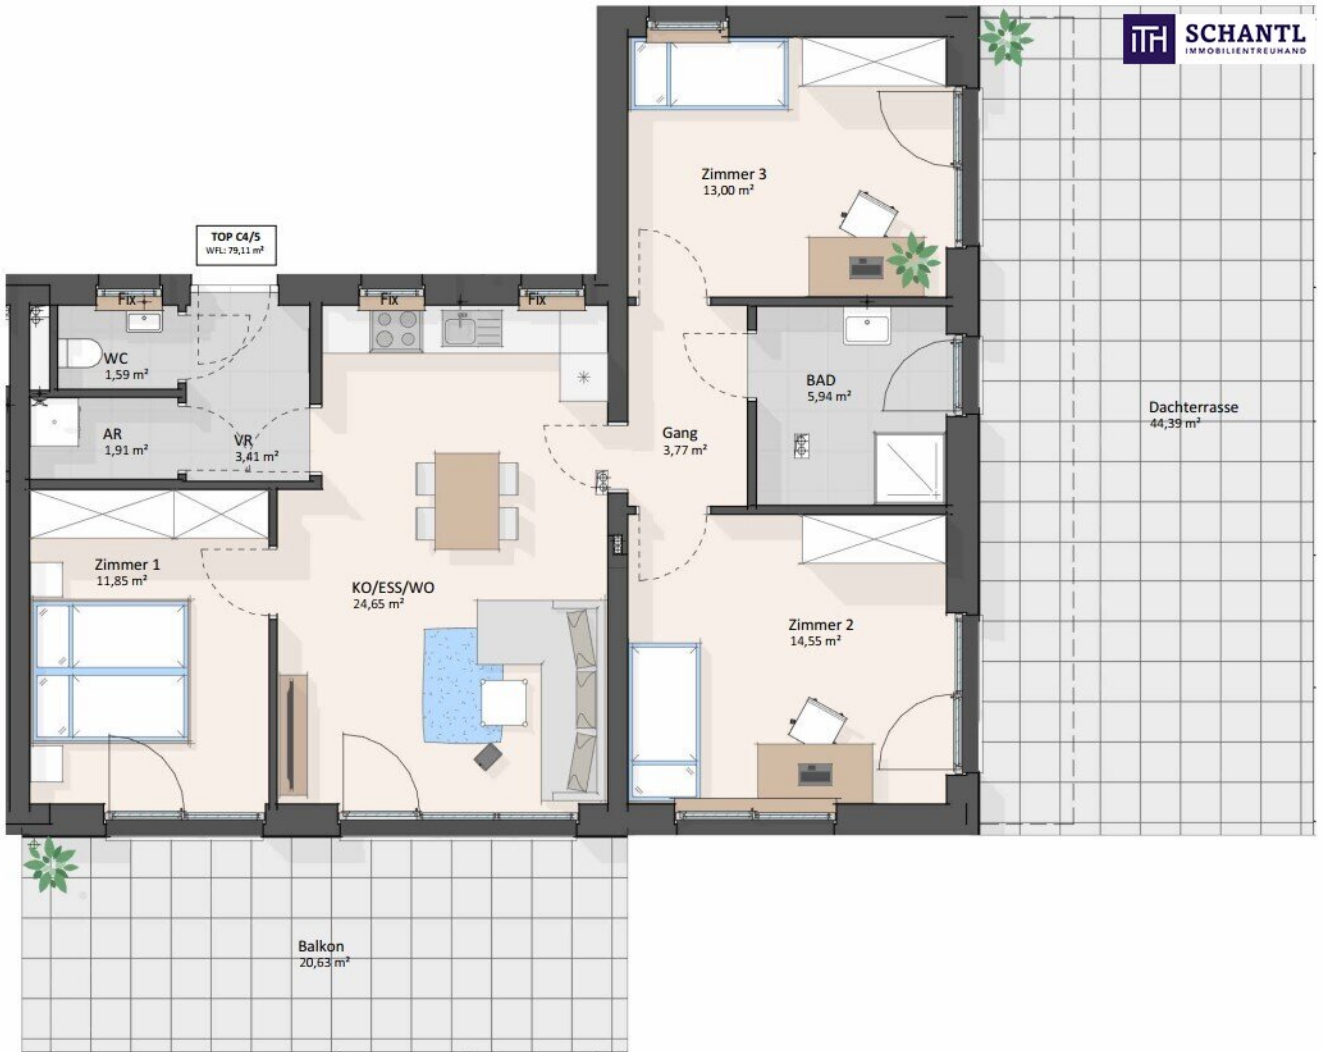 ITH SCHANTL
IMMOBILIENTREUHAND
Zimmer 3
13,00 m²
TOP C4/5
WFL: 79,11 m²
Fix
Fix
Fix
WC
1,59 m²
BAD
5,94 m²
Dachterrasse
44,39 m²
AR
1,91 m²
VR
3,41 m²
Gang
3,77 m²
Zimmer 1
11,85 m²
KO/ESS/WO
24,65 m²
Zimmer 2
14,55 m²
Balkon
20,63 m²